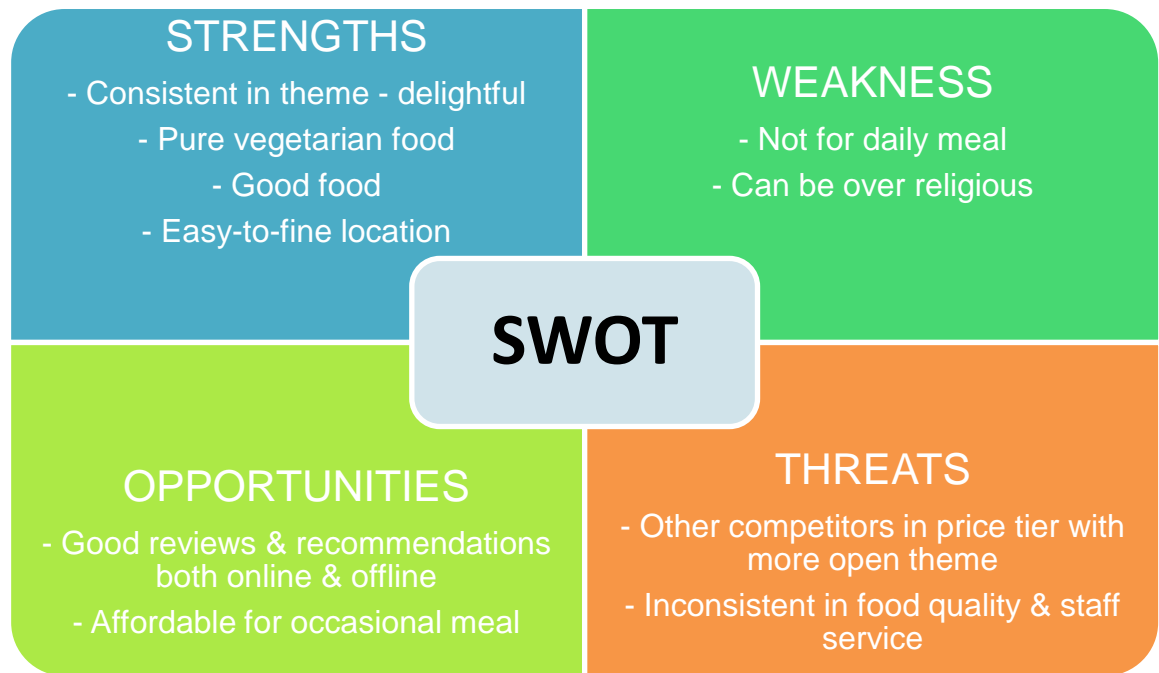 STRENGTHS
- Consistent in theme - delightful
- Pure vegetarian food
- Good food
- Easy-to-fine location
WEAKNESS
- Not for daily meal
- Can be over religious
SWOT
OPPORTUNITIES
- Good reviews & recommendations
both online & offline
- Affordable for occasional meal
THREATS
- Other competitors in price tier with
more open theme
- Inconsistent in food quality & staff
service